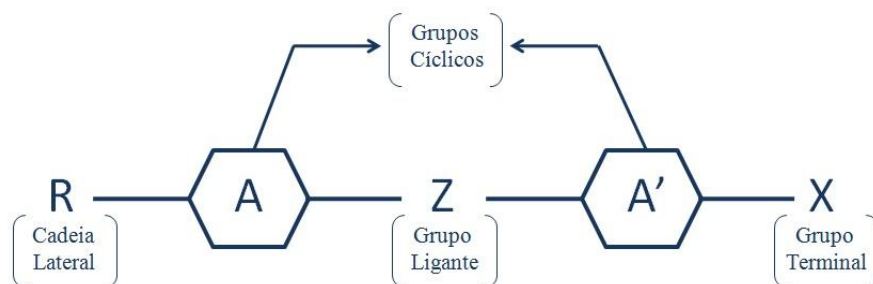 Grupos
Cíclicos
R
A
Z
A’
X
Cadeia
Lateral
Grupo
Ligante
Grupo
Terminal